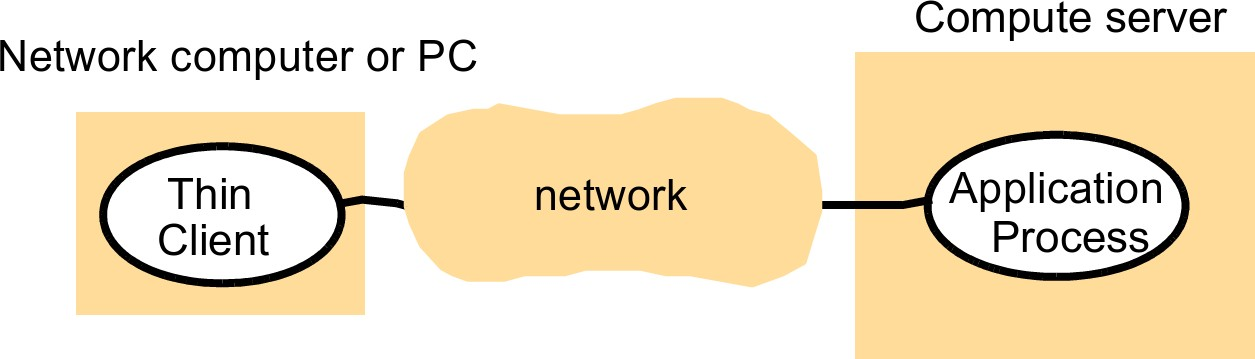 Compute server
Network computer or PC
Thin
Client
network
Application
Process